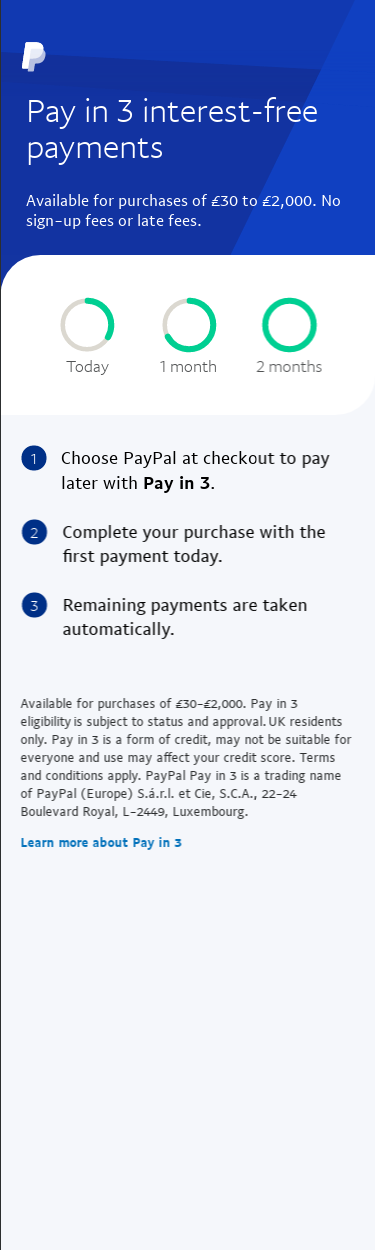 Pay in 3 interest-free
payments
Available for purchases of £30 to £2,000. No
sign-up fees or late fees.
Today 1 month 2 months
1 Choose PayPal at checkout to pay
later with Pay in 3.
2 Complete your purchase with the
first payment today.
3 Remaining payments are taken
automatically.
Available for purchases of £30-£2,000. Pay in 3
eligibility is subject to status and approval. UK residents
only. Pay in 3 is a form of credit, may not be suitable for
everyone and use may affect your credit score. Terms
and conditions apply. PayPal Pay in 3 is a trading name
of PayPal (Europe) S.á.r.l. et Cie, S.C.A., 22-24
Boulevard Royal, L-2449, Luxembourg.
Learn more about Pay in 3